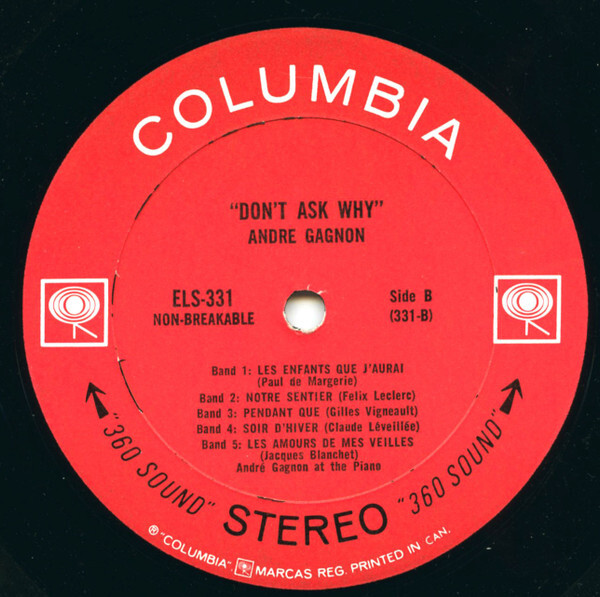 COLUMBIA
"DON'T ASK WHY"
ANDRE GAGNON
ELS-331
NON-BREAKABLE
Side B
(331-B)
Band 1: LES ENFANTS QUE J'AURAI
(Paul de Margerie)
Band 2: NOTRE SENTIER (Felix Leclerc)
Band 3: PENDANT QUE (Gilles Vigneault)
Band 4: SOIR D'HIVER (Claude Léveillée)
Band 5: LES AMOURS DE MES VEILLES
(Jacques Blanchet)
André Gagnon at the Piano
"360 SOUND" STEREO "360 SOUND"
® "COLUMBIA", MARCAS REG. PRINTED IN CAN.